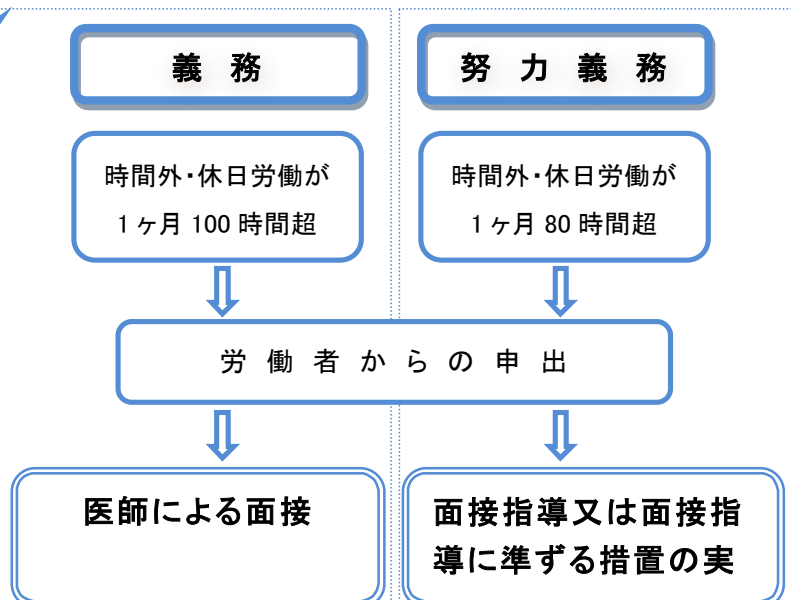 義務
時間外・休日労働が
1ヶ月 100 時間超
努力義務
時間外・休日労働が
1ヶ月 80 時間超
労働者からの申出
医師による面接
面接指導又は面接指
導に準ずる措置の実